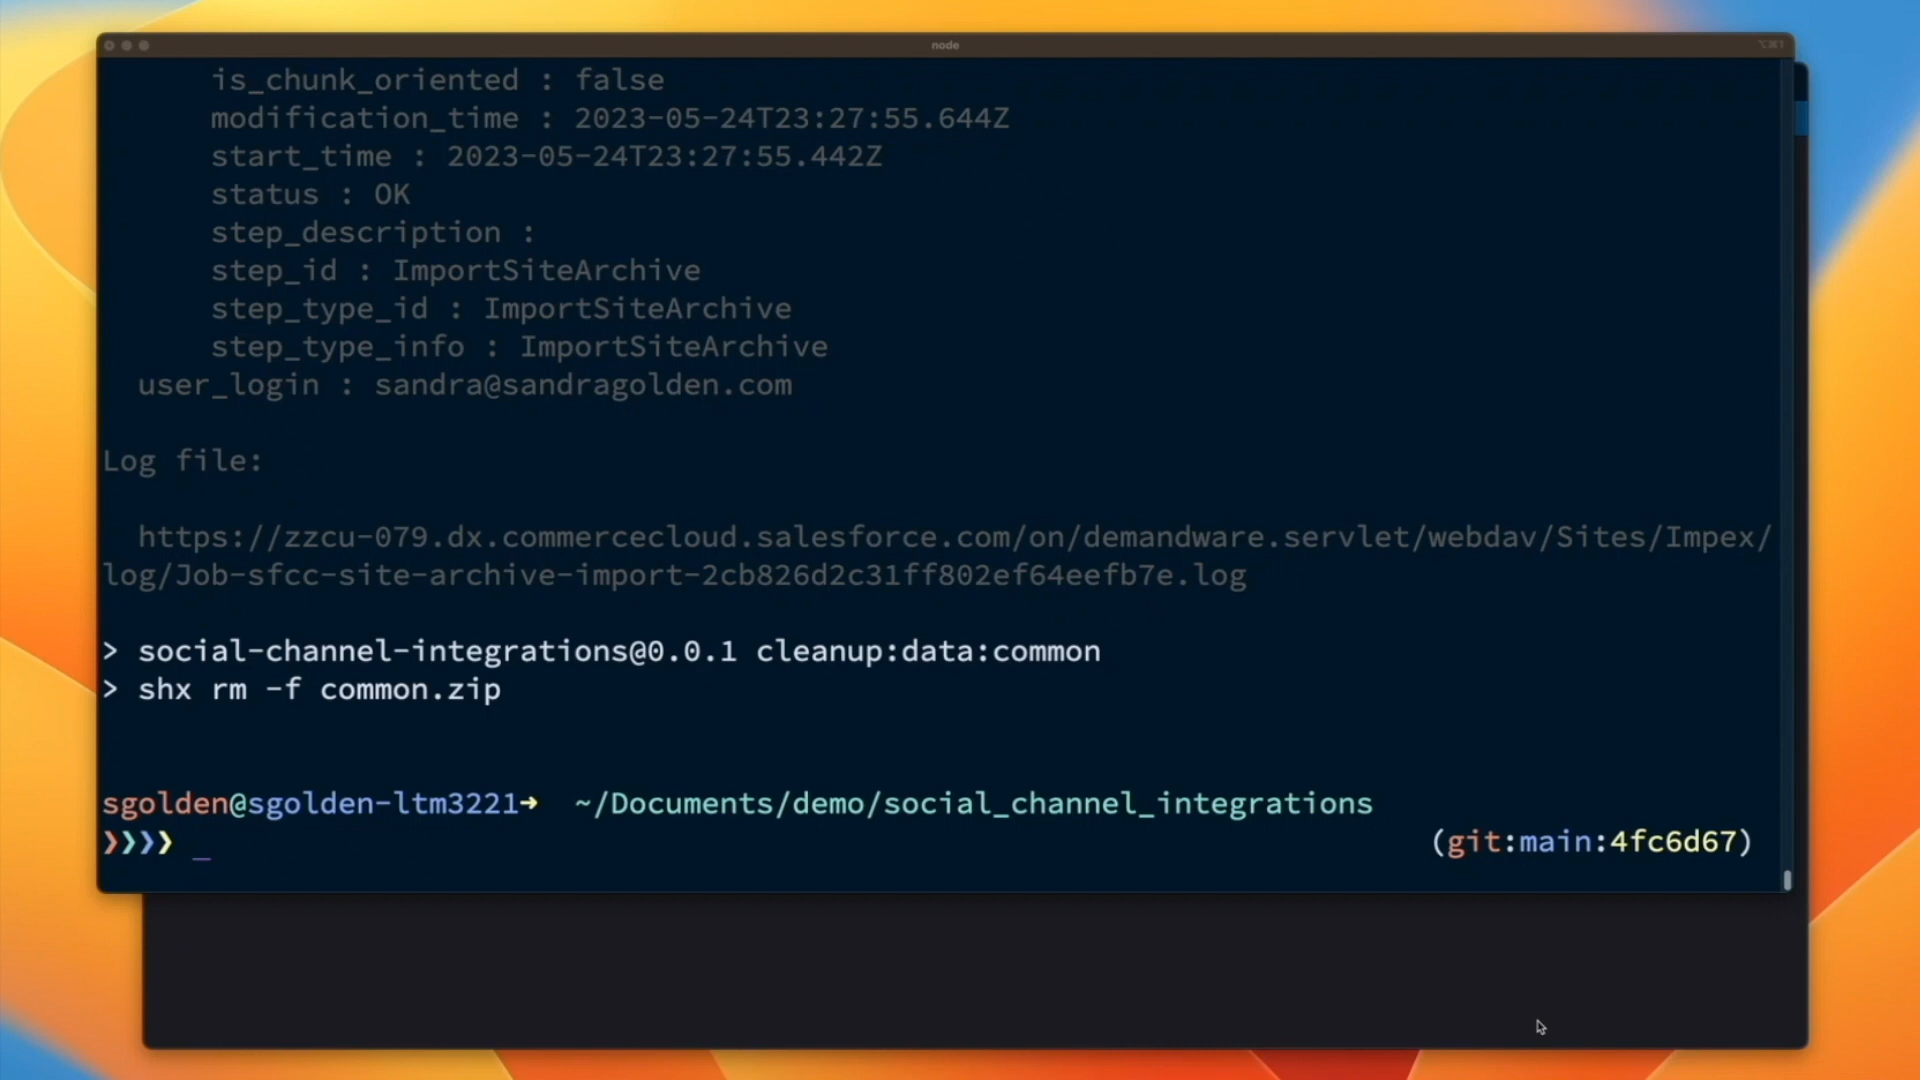 node
⌥⌘1
is_chunk_oriented : false
modification_time : 2023-05-24T23:27:55.644Z
start_time : 2023-05-24T23:27:55.442Z
status : OK
step_description :
step_id : ImportSiteArchive
step_type_id : ImportSiteArchive
step_type_info : ImportSiteArchive
user_login : sandra@sandragolden.com
Log file:
https://zzcu-079.dx.commercecloud.salesforce.com/on/demandware.servlet/webdav/Sites/Impex/
log/Job-sfcc-site-archive-import-2cb826d2c31ff802ef64eefb7e.log
> social-channel-integrations@0.0.1 cleanup:data:common
> shx rm -f common.zip
sgolden@sgolden-ltm3221➜ ~/Documents/demo/social_channel_integrations
❯❯❯❯ _ (git:main:4fc6d67)